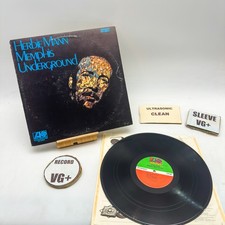 Herbie Mann
Memphis
Underground
ULTRASONIC
CLEAN
SLEEVE
VG+
RECORD
VG+